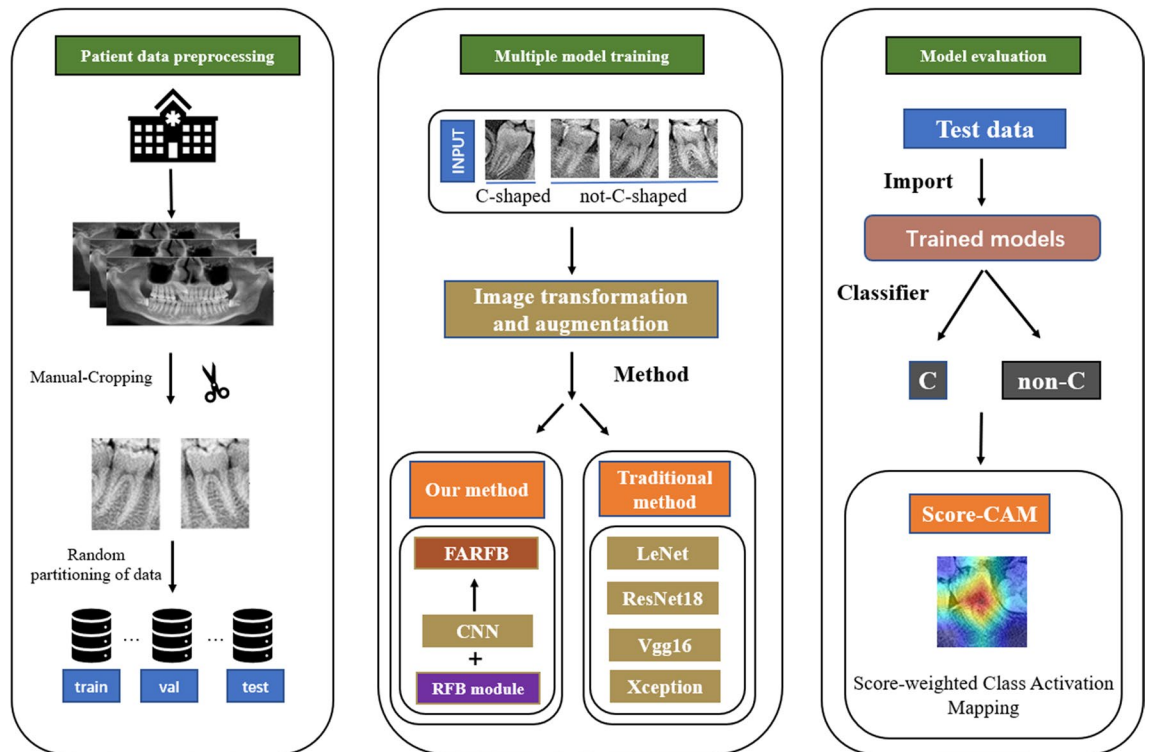 Patient data preprocessing
Manual-Cropping
Random
partitioning of data
... ...
train val test
Multiple model training
INPUT
C-shaped not-C-shaped
Image transformation
and augmentation
Method
Our method
FARFB
CNN
+
RFB module
Traditional
method
LeNet
ResNet18
Vgg16
Xception
Model evaluation
Test data
Import
Trained models
Classifier
C non-C
Score-CAM
Score-weighted Class Activation
Mapping